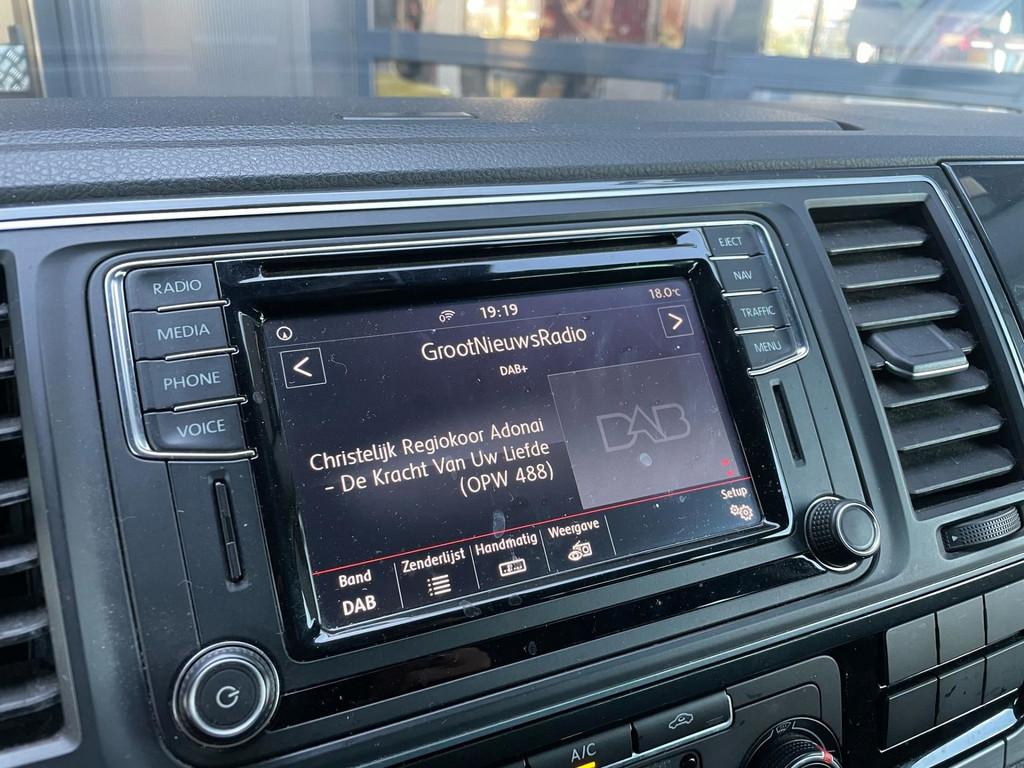 RADIO
MEDIA
PHONE
VOICE
EJECT
NAV
TRAFFIC
MENU
19:19
18.0°C
<
GrootNieuwsRadio
>
DAB+
Christelijk Regiokoor Adonai
- De Kracht Van Uw Liefde
(OPW 488)
DAB
Band
DAB
Zenderlijst
Handmatig
Weergave
Setup
A/C